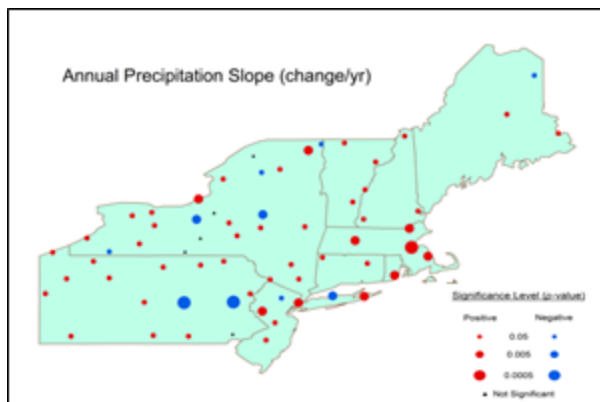 Annual Precipitation Slope (change/yr)
Significance Level (p-value)
Positive Negative
0.05
0.005
0.0005
Not Significant